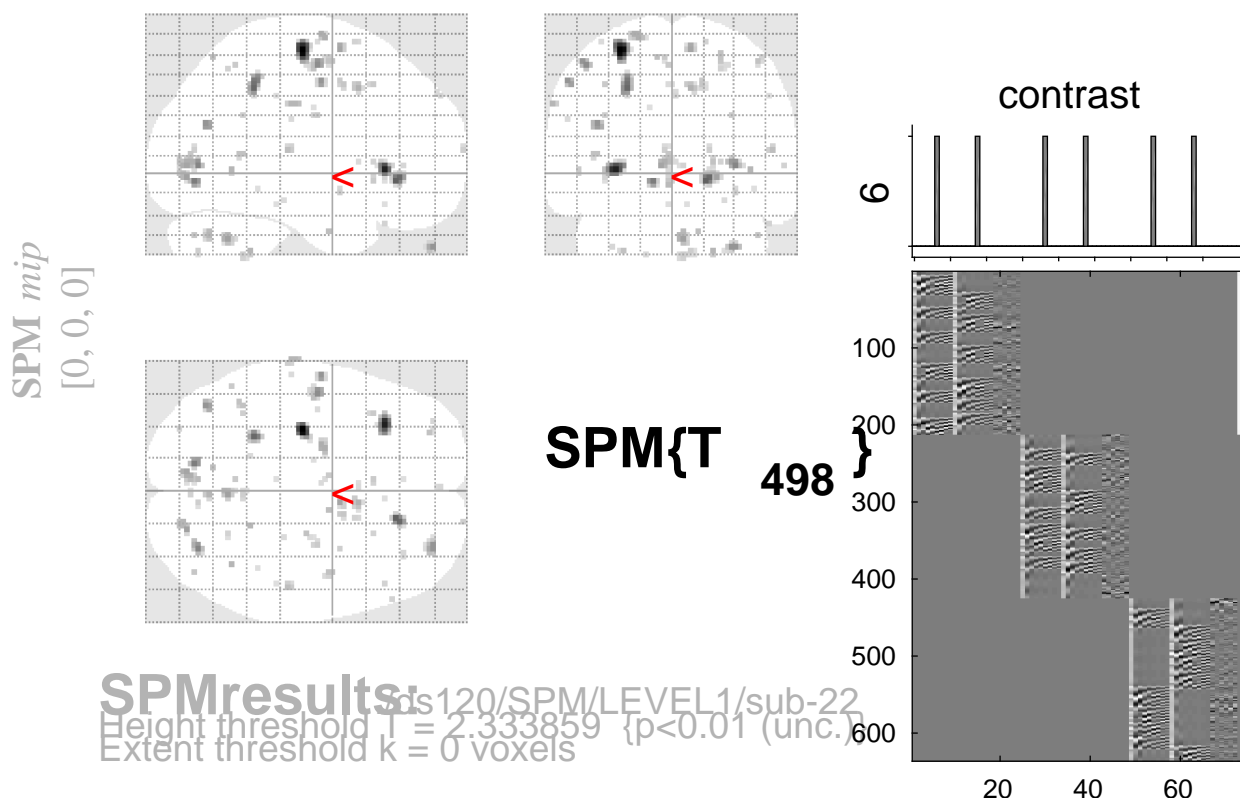 contrast
6
<
<
SPM mip
[0, 0, 0]
<
SPM{T 498 }
100
200
300
400
500
600
20 40 60
SPMresults: /ds120/SPM/LEVEL1/sub-22
Height threshold T = 2.333859 {p<0.01 (unc.)}
Extent threshold k = 0 voxels